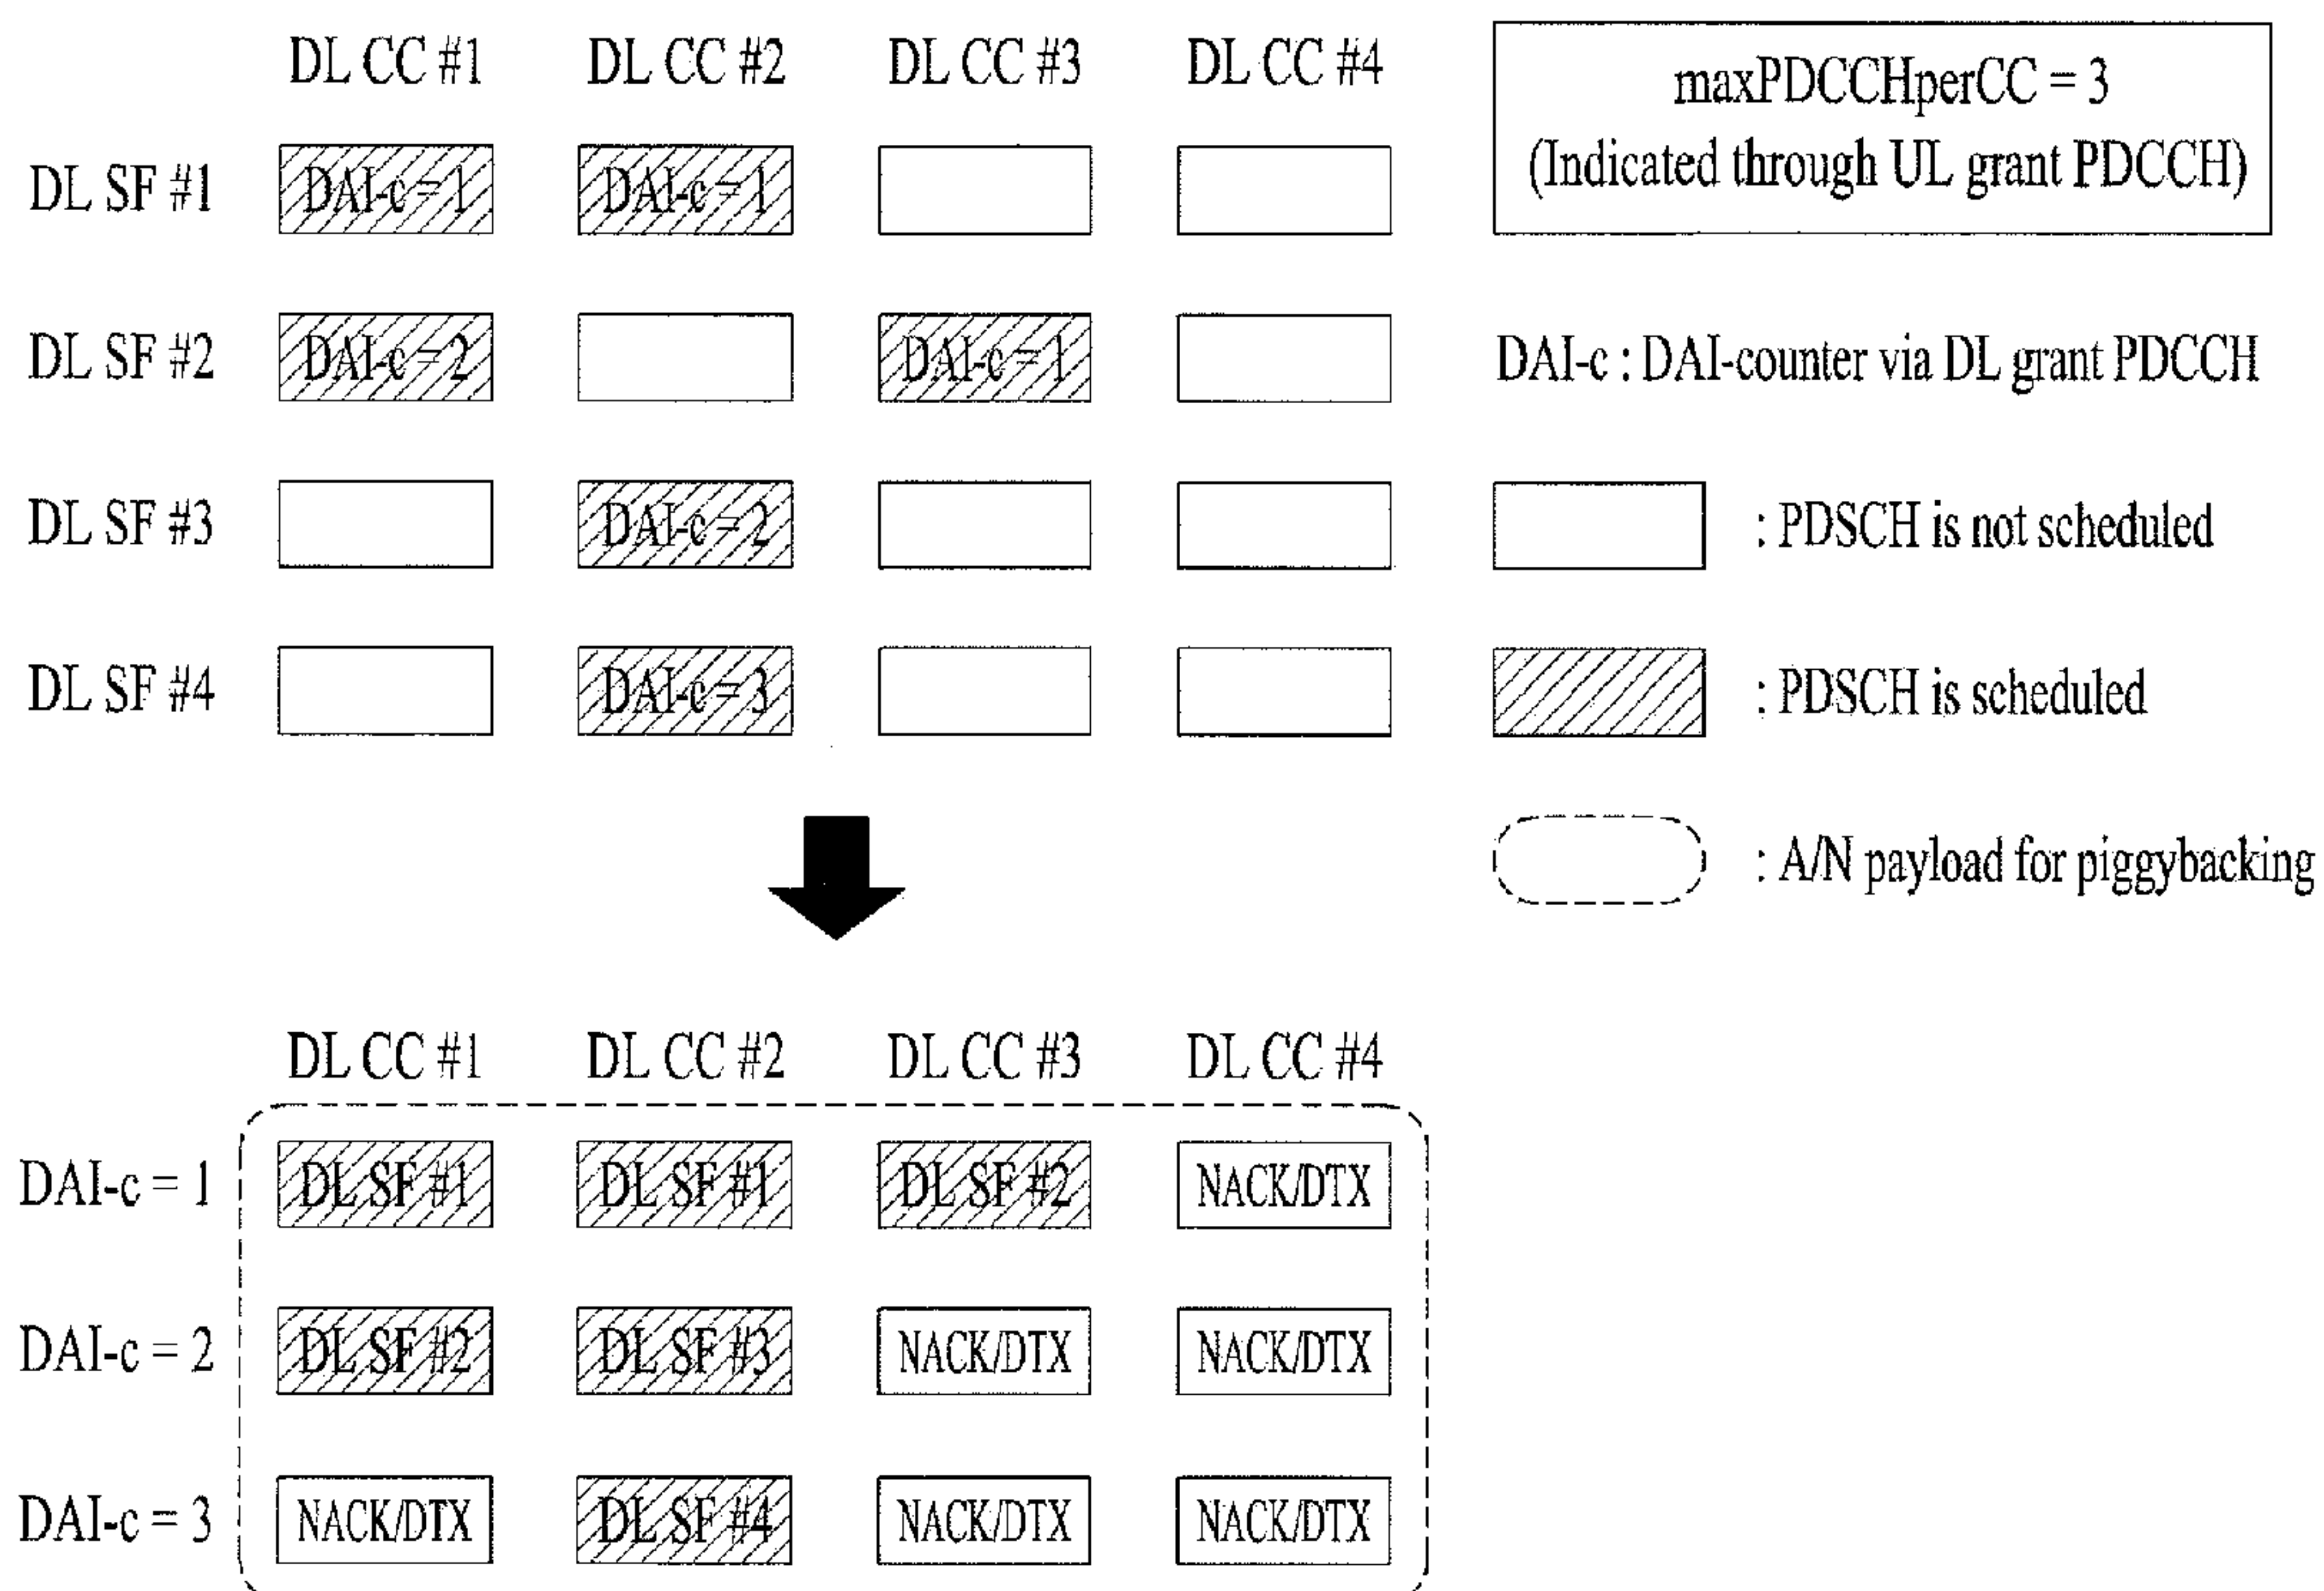 DL CC #1 DL CC #2 DL CC #3 DL CC #4
maxPDCCHperCC = 3
(Indicated through UL grant PDCCH)
DL SF #1 DAI-c = 1 DAI-c = 1
DL SF #2 DAI-c = 2 DAI-c = 1 DAI-c : DAI-counter via DL grant PDCCH
DL SF #3 DAI-c = 2 : PDSCH is not scheduled
DL SF #4 DAI-c = 3 : PDSCH is scheduled
: A/N payload for piggybacking
DL CC #1 DL CC #2 DL CC #3 DL CC #4
DAI-c = 1 DL SF #1 DL SF #1 DL SF #2 NACK/DTX
DAI-c = 2 DL SF #2 DL SF #3 NACK/DTX NACK/DTX
DAI-c = 3 NACK/DTX DL SF #4 NACK/DTX NACK/DTX